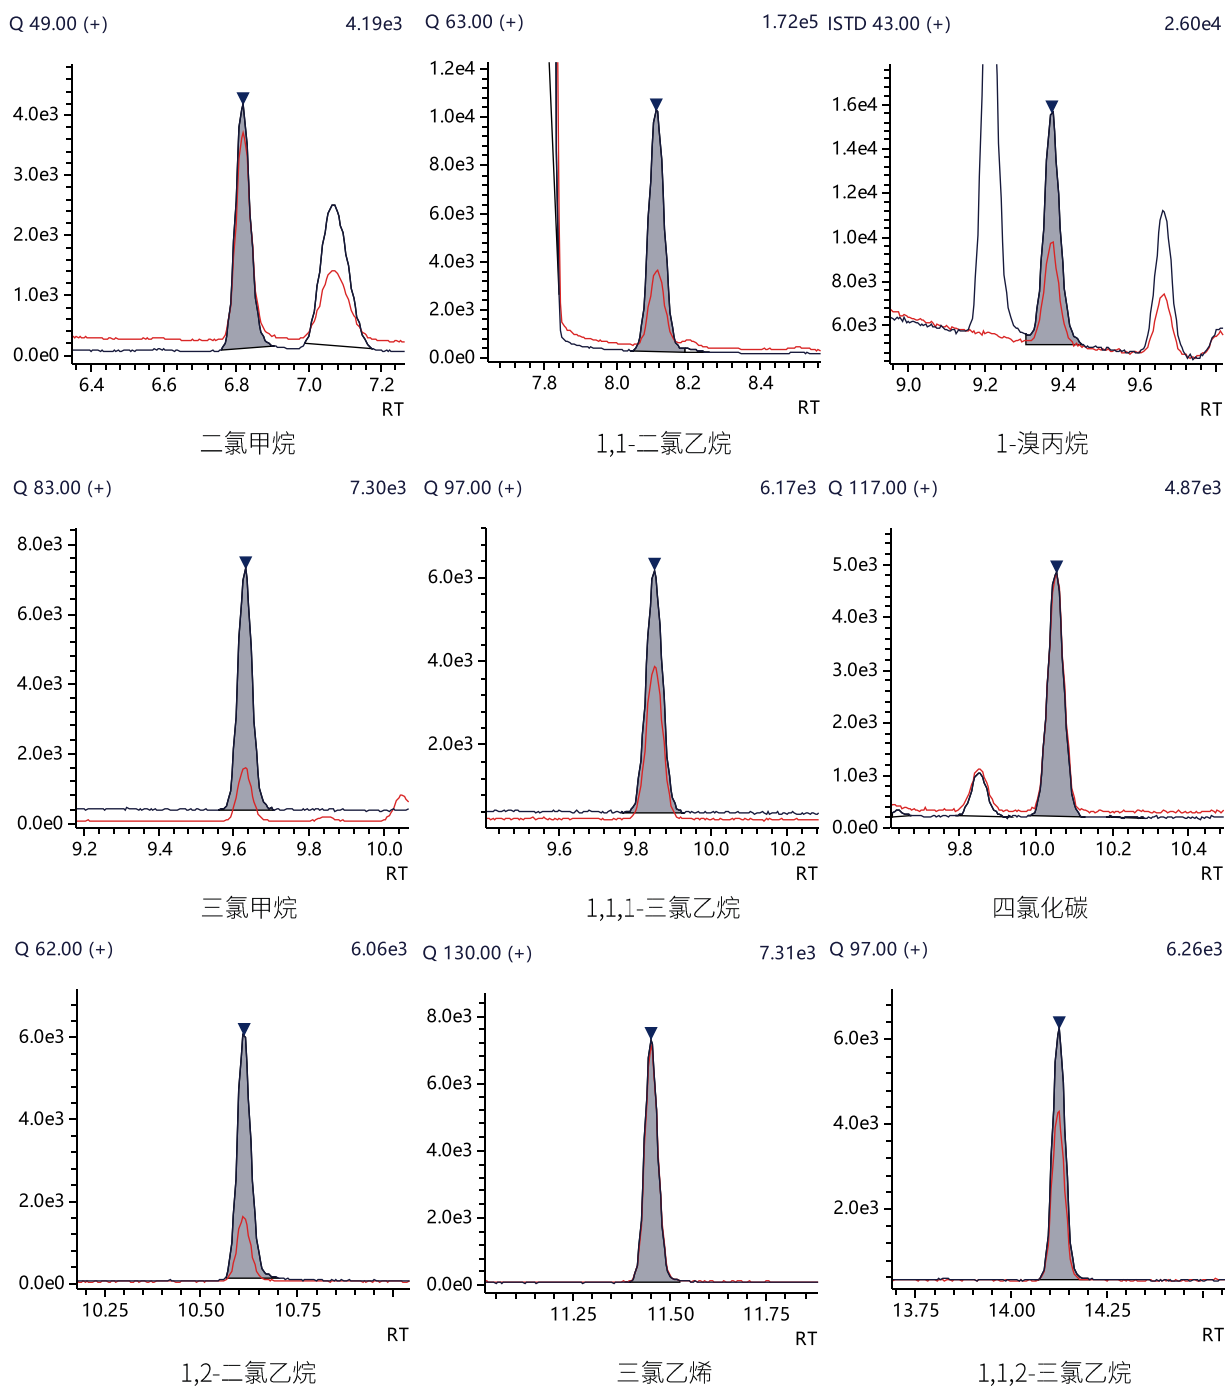 Q 49.00 (+) 4.19e3
4.0e3
3.0e3
2.0e3
1.0e3
0.0e0
6.4 6.6 6.8 7.0 7.2
RT
二氯甲烷
Q 63.00 (+) 1.72e5
1.2e4
1.0e4
8.0e3
6.0e3
4.0e3
2.0e3
0.0e0
7.8 8.0 8.2 8.4
RT
1,1-二氯乙烷
ISTD 43.00 (+) 2.60e4
1.6e4
1.4e4
1.2e4
1.0e4
8.0e3
6.0e3
9.0 9.2 9.4 9.6
RT
1-溴丙烷
Q 83.00 (+) 7.30e3
8.0e3
6.0e3
4.0e3
2.0e3
0.0e0
9.2 9.4 9.6 9.8 10.0
RT
三氯甲烷
Q 97.00 (+) 6.17e3
6.0e3
4.0e3
2.0e3
9.6 9.8 10.0 10.2
RT
1,1,1-三氯乙烷
Q 117.00 (+) 4.87e3
5.0e3
4.0e3
3.0e3
2.0e3
1.0e3
0.0e0
9.8 10.0 10.2 10.4
RT
四氯化碳
Q 62.00 (+) 6.06e3
6.0e3
4.0e3
2.0e3
0.0e0
10.25 10.50 10.75
RT
1,2-二氯乙烷
Q 130.00 (+) 7.31e3
8.0e3
6.0e3
4.0e3
2.0e3
0.0e0
11.25 11.50 11.75
RT
三氯乙烯
Q 97.00 (+) 6.26e3
6.0e3
4.0e3
2.0e3
13.75 14.00 14.25
RT
1,1,2-三氯乙烷